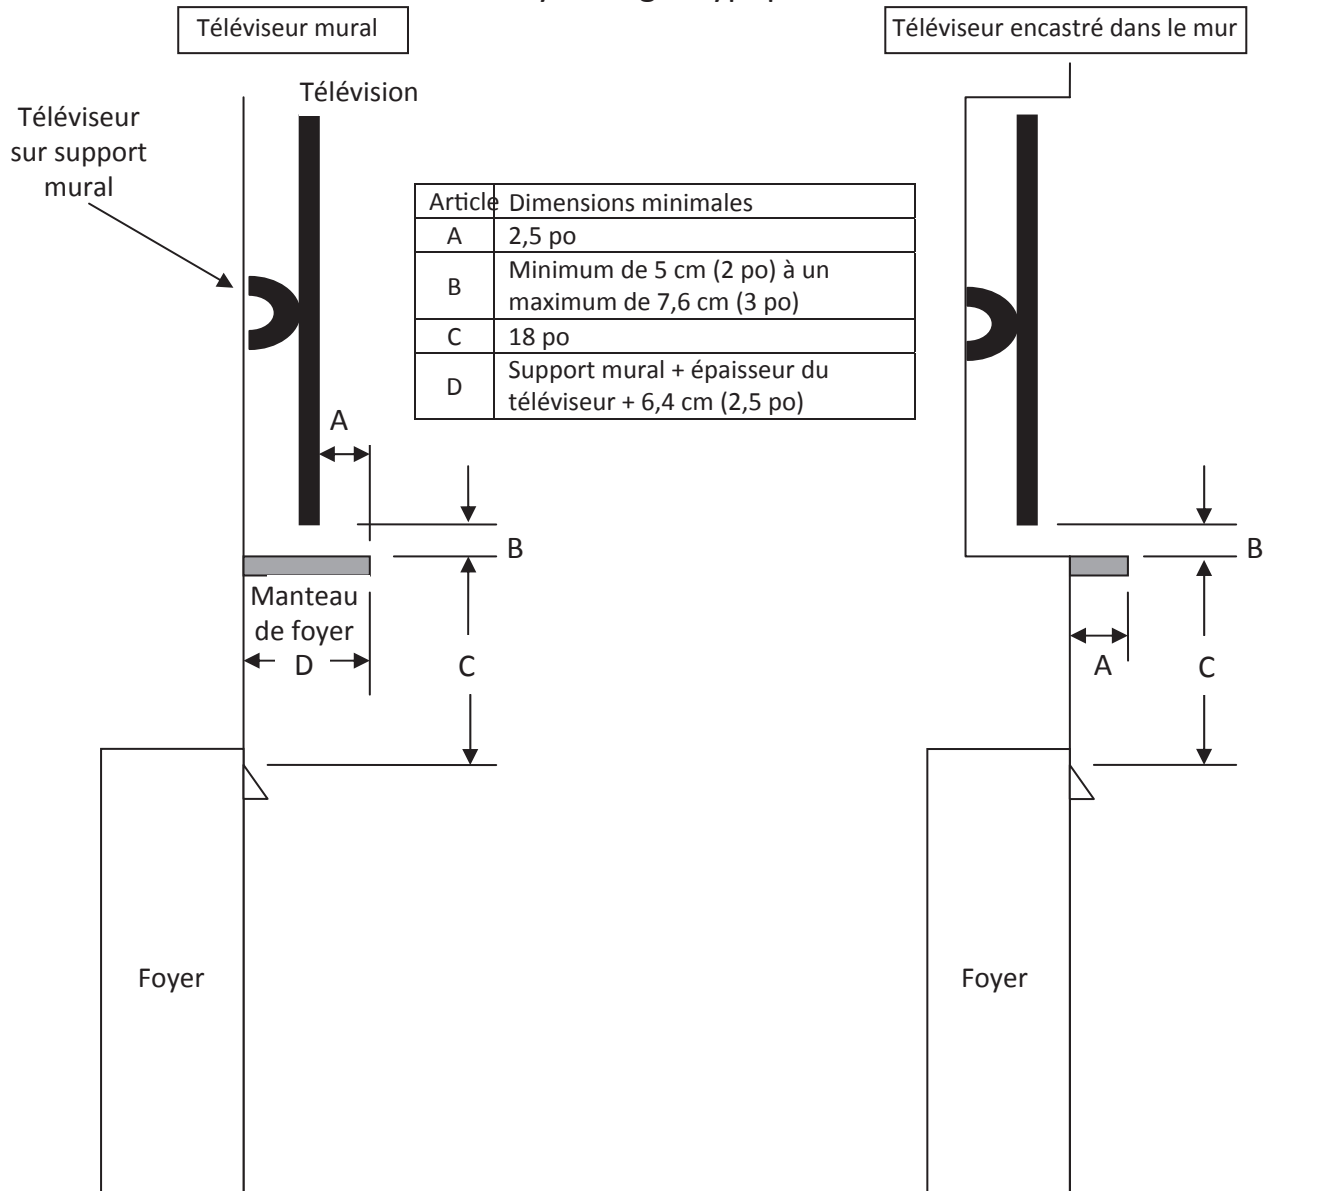 Téléviseur mural
Téléviseur encastré dans le mur
Télévision
Téléviseur
sur support
mural
Article Dimensions minimales
A 2,5 po
B Minimum de 5 cm (2 po) à un
maximum de 7,6 cm (3 po)
C 18 po
D Support mural + épaisseur du
téléviseur + 6,4 cm (2,5 po)
A
B
Manteau
de foyer
D
C
B
A
C
Foyer
Foyer